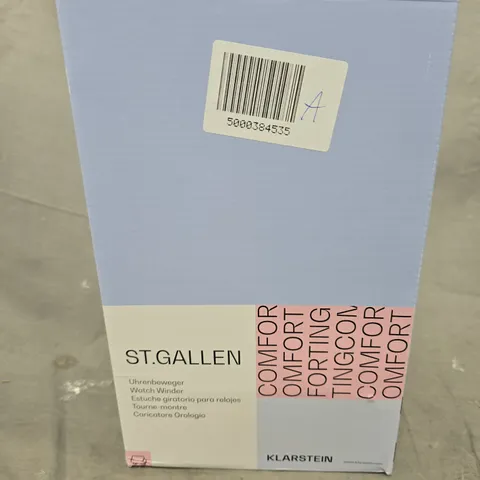 5000384535
A
ST.GALLEN
Uhrenbeweger
Watch Winder
Estuche giratorio para relojes
Tourne-montre
Caricatore Orologio
COMFOR
OMFORT
FORTING
TINGCOM
COMFOR
OMFORT
KLARSTEIN